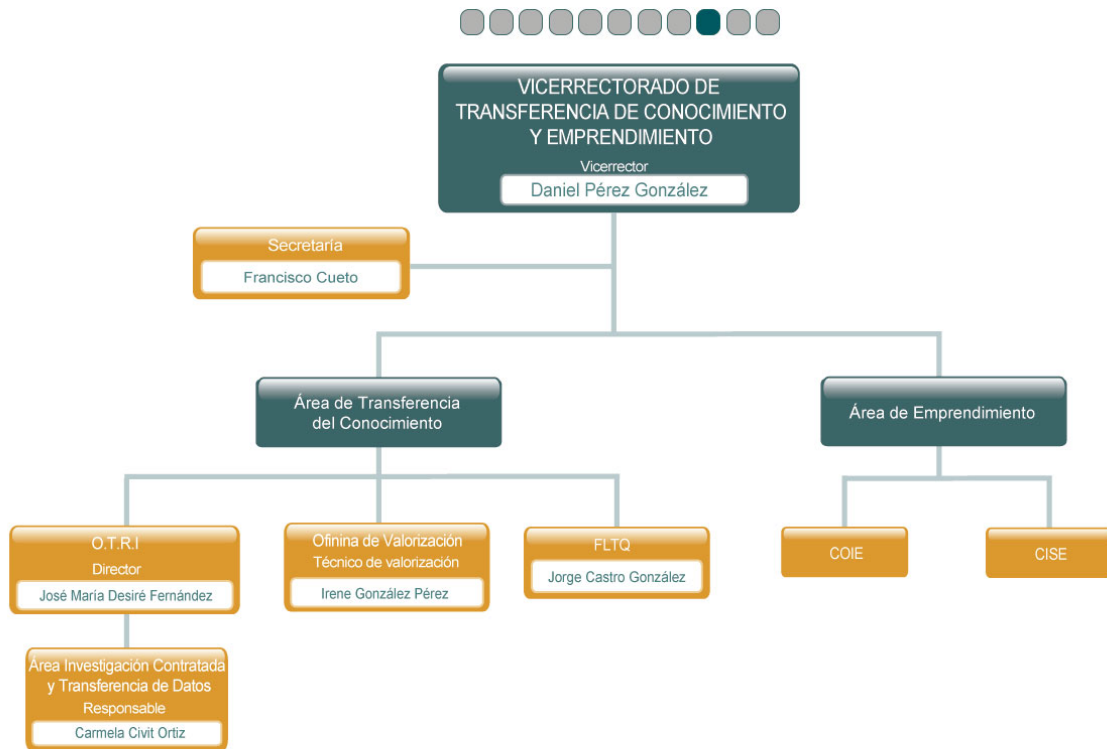 VICERRECTORADO DE
TRANSFERENCIA DE CONOCIMIENTO
Y EMPRENDIMIENTO
Vicerrector
Daniel Pérez González
Secretaría
Francisco Cueto
Área de Transferencia
del Conocimiento
Área de Emprendimiento
O.T.R.I
Director
José María Desiré Fernández
Ofinina de Valorización
Técnico de valorización
Irene González Pérez
FLTQ
Jorge Castro González
COIE
CISE
Área Investigación Contratada
y Transferencia de Datos
Responsable
Carmela Civit Ortiz